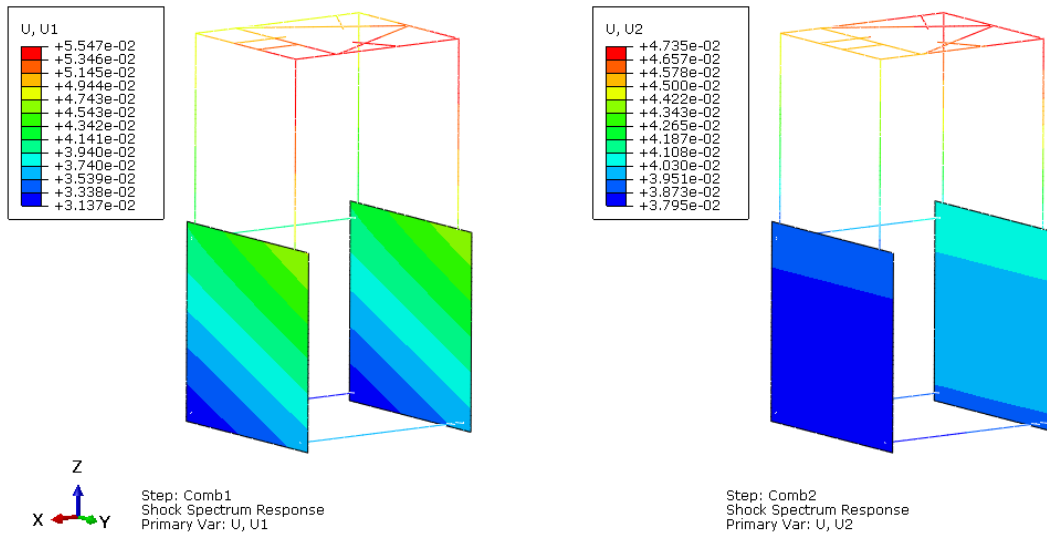 U, U1
+5.547e-02
+5.346e-02
+5.145e-02
+4.944e-02
+4.743e-02
+4.543e-02
+4.342e-02
+4.141e-02
+3.940e-02
+3.740e-02
+3.539e-02
+3.338e-02
+3.137e-02
U, U2
+4.735e-02
+4.657e-02
+4.578e-02
+4.500e-02
+4.422e-02
+4.343e-02
+4.265e-02
+4.187e-02
+4.108e-02
+4.030e-02
+3.951e-02
+3.873e-02
+3.795e-02
Z
X
Y
Step: Comb1
Shock Spectrum Response
Primary Var: U, U1
Step: Comb2
Shock Spectrum Response
Primary Var: U, U2